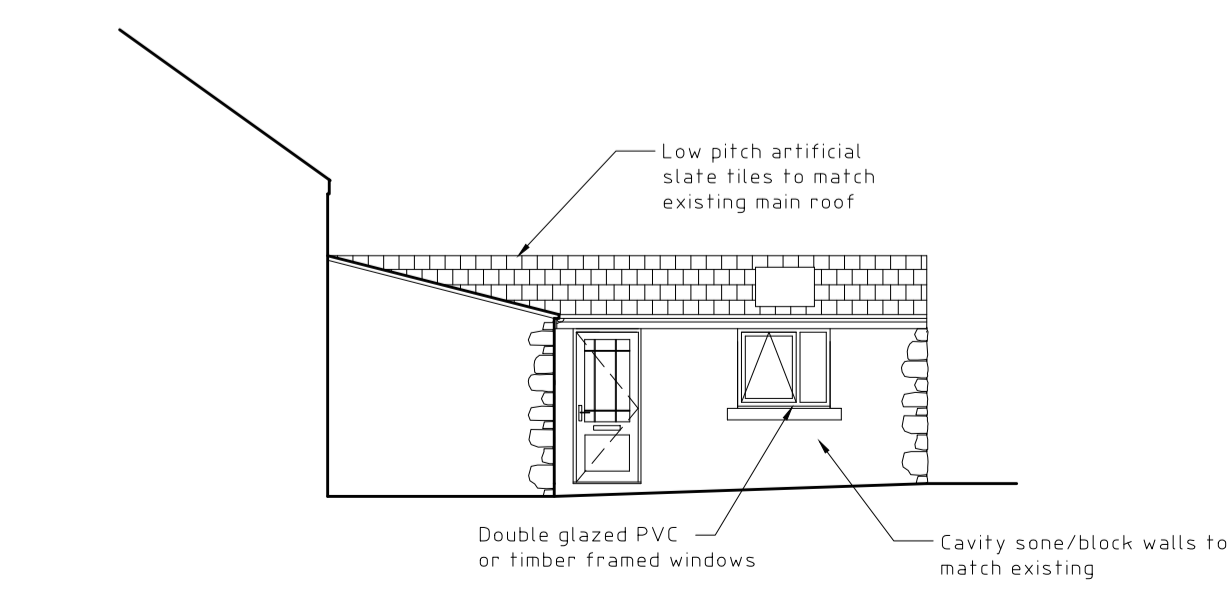 Low pitch artificial
slate tiles to match
existing main roof
Double glazed PVC
or timber framed windows
Cavity sone/block walls to
match existing